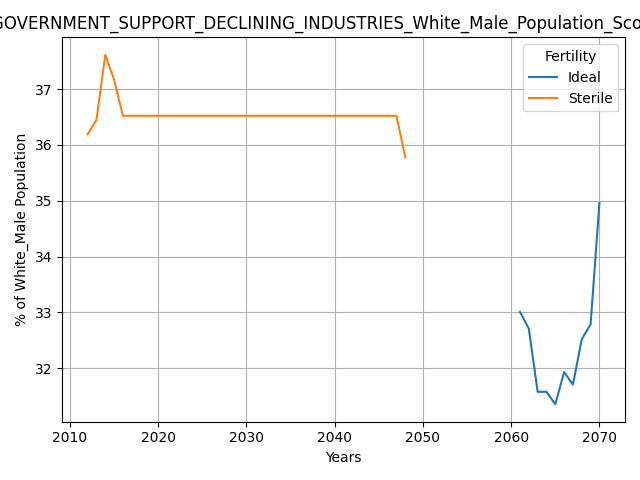 GOVERNMENT_SUPPORT_DECLINING_INDUSTRIES_White_Male_Population_Sco
Fertility
Ideal
Sterile
% of White_Male Population
37
36
35
34
33
32
2010 2020 2030 2040 2050 2060 2070
Years